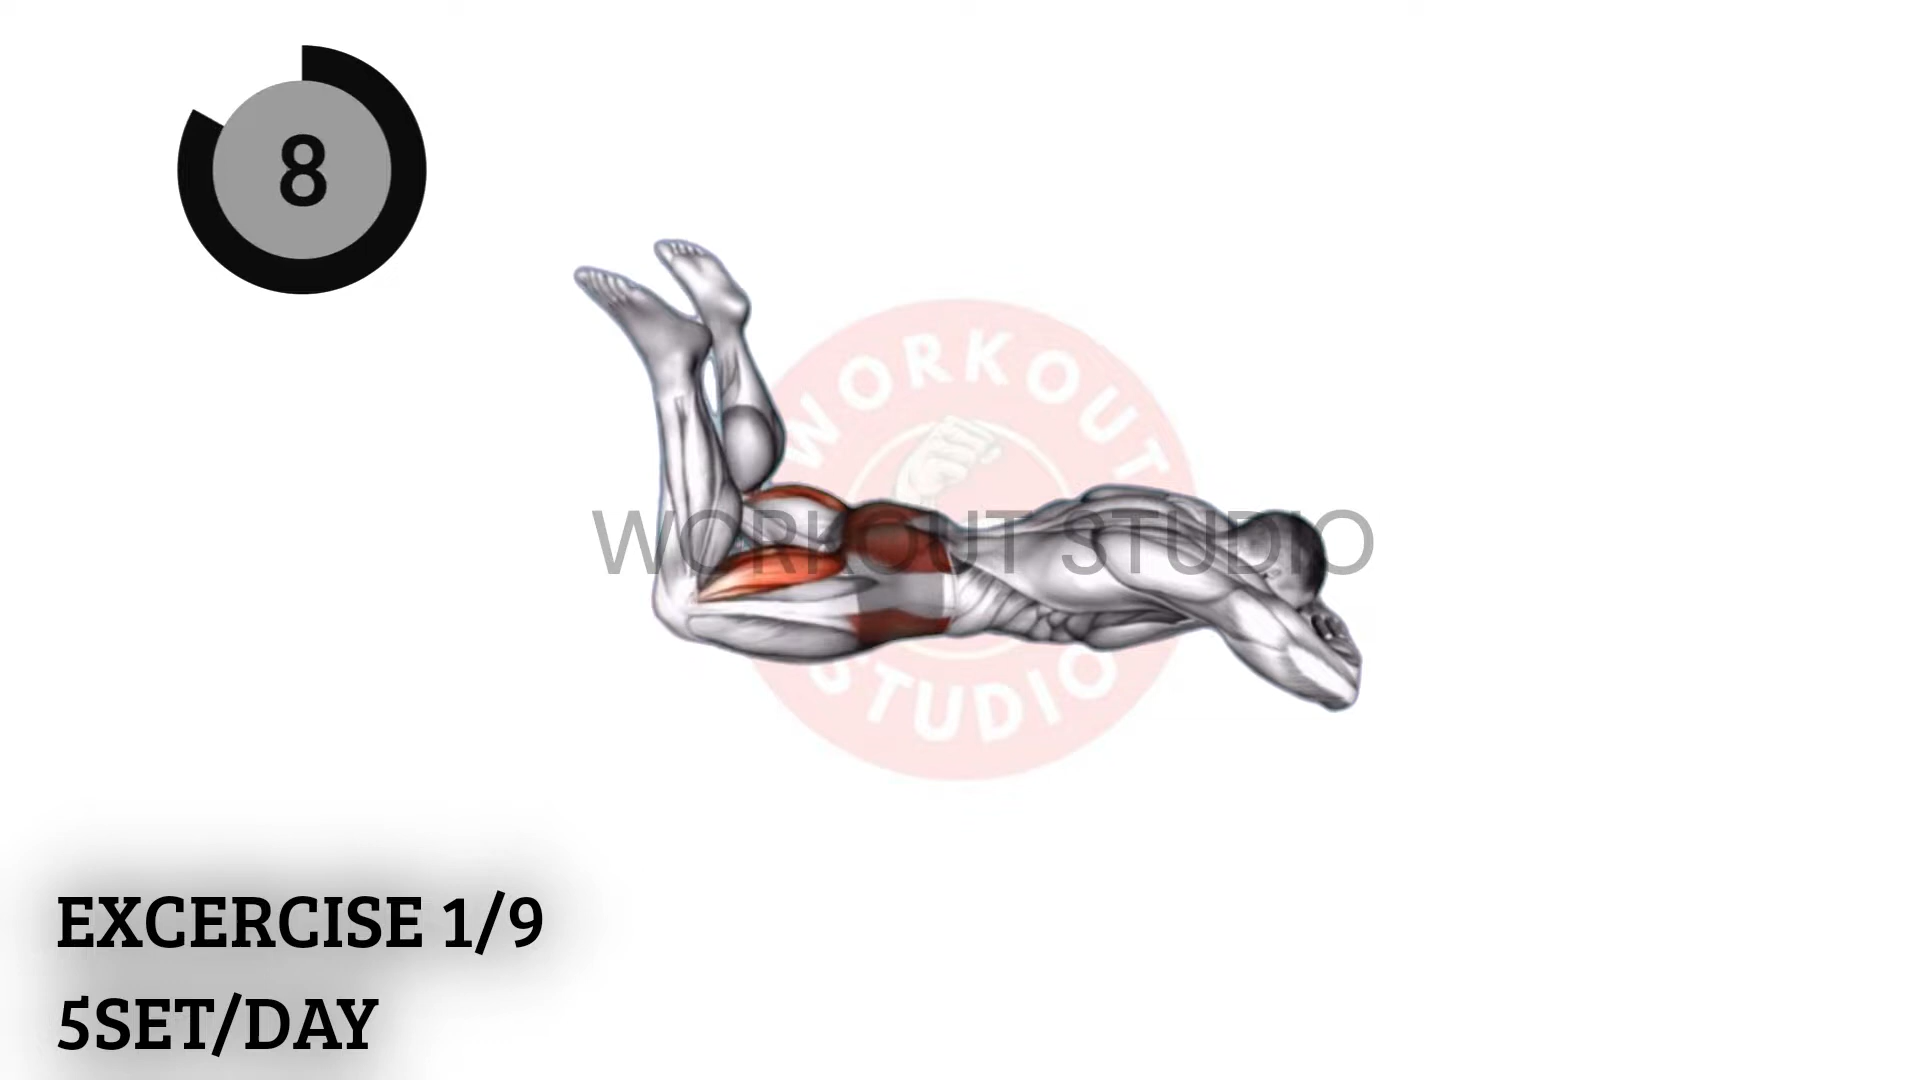 8
WORKOUT
WORKOUT STUDIO
STUDIO
EXCERCISE 1/9
5SET/DAY